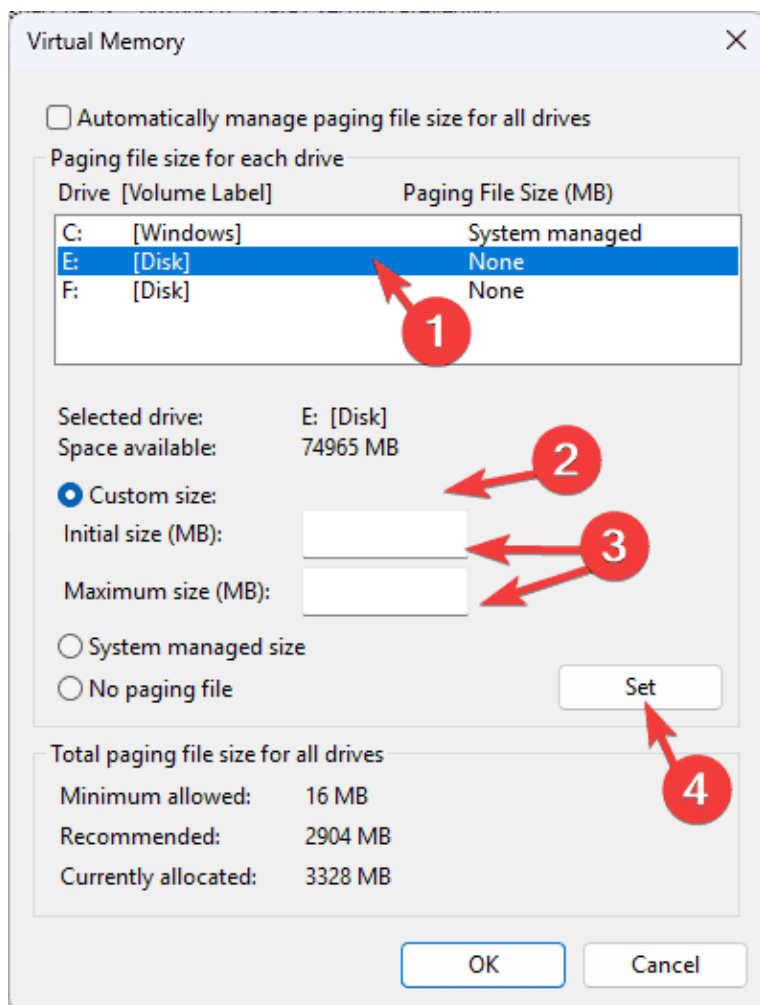 Virtual Memory
Automatically manage paging file size for all drives
Paging file size for each drive
Drive [Volume Label] Paging File Size (MB)
C: [Windows] System managed
E: [Disk] None
F: [Disk] None
1
Selected drive: E: [Disk]
Space available: 74965 MB
2
Custom size:
Initial size (MB):
3
Maximum size (MB):
System managed size
No paging file
Set
Total paging file size for all drives
Minimum allowed: 16 MB
4
Recommended: 2904 MB
Currently allocated: 3328 MB
OK Cancel